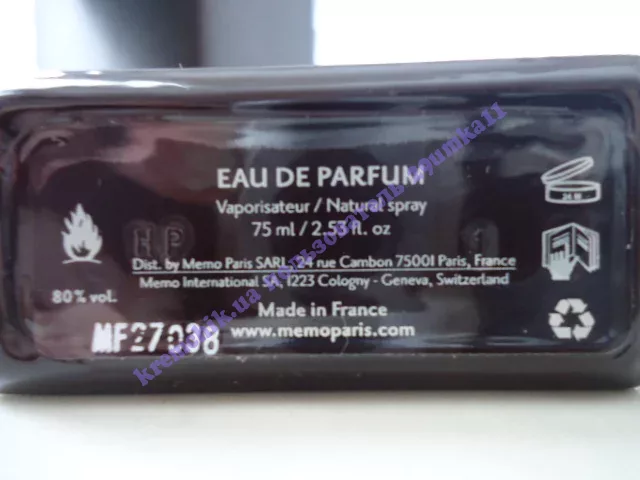 EAU DE PARFUM
Vaporisateur / Natural spray
75 ml / 2,53 fl. oz
HP
Dist. by Memo Paris SARL, 24 rue Cambon 75001 Paris, France
Memo International SA, 1223 Cologny - Geneva, Switzerland
80% vol.
Made in France
www.memoparis.com
MF27038
24 M